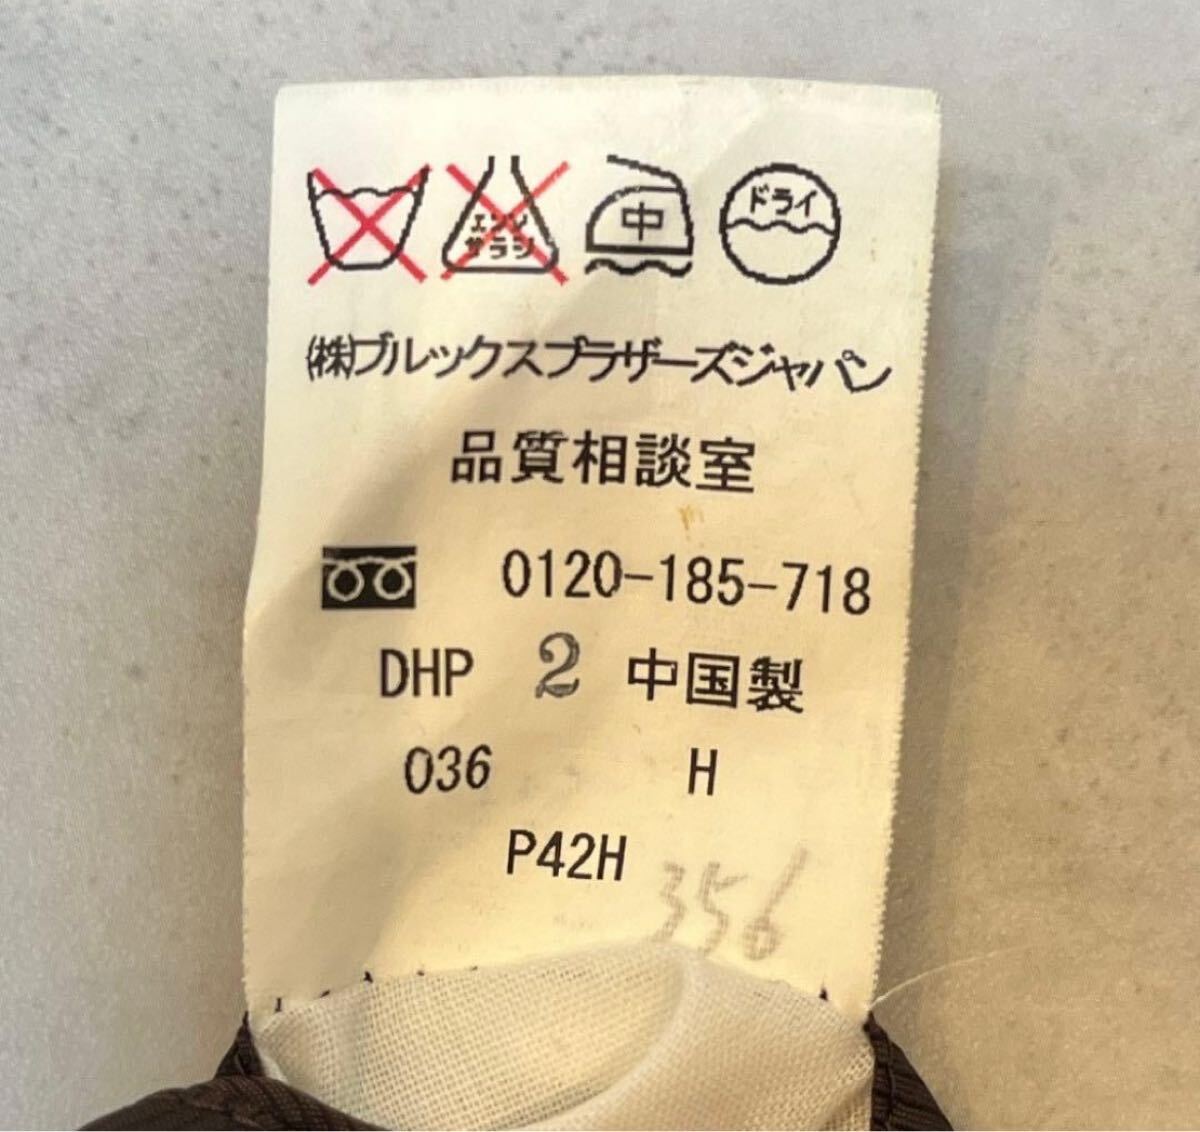 エンソ サラシ 中 ドライ
(株)ブルックスブラザーズジャパン
品質相談室
0120-185-718
DHP 2 中国製
036 H
P42H 356